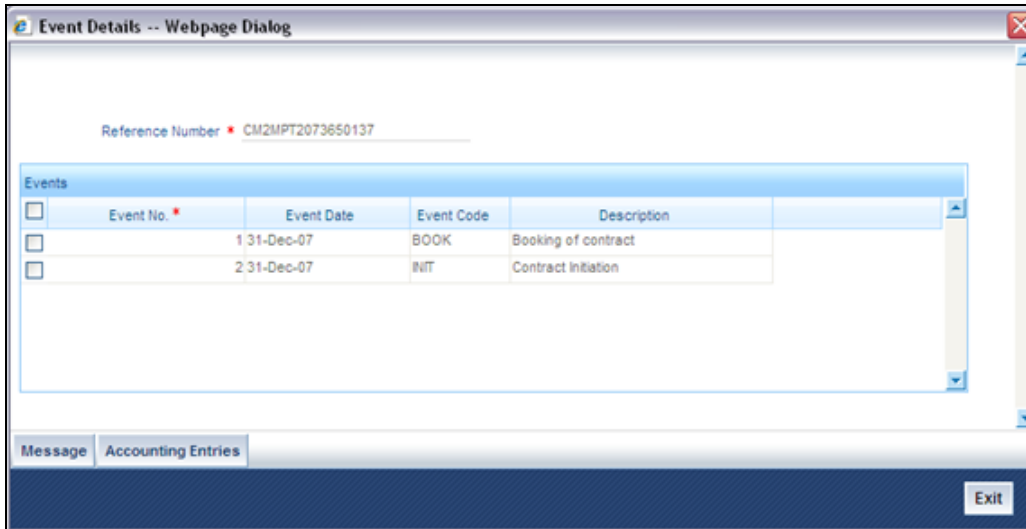 Event Details -- Webpage Dialog
Reference Number * CM2MPT2073650137
Events
Event No. * Event Date Event Code Description
1 31-Dec-07 BOOK Booking of contract
2 31-Dec-07 INIT Contract Initiation
Message Accounting Entries
Exit